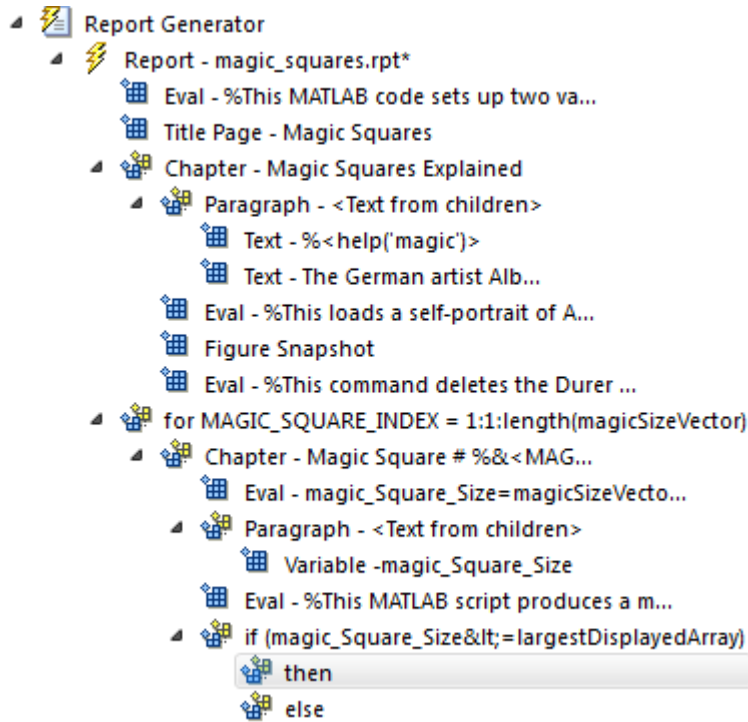 Report Generator
Report - magic_squares.rpt*
Eval - %This MATLAB code sets up two va...
Title Page - Magic Squares
Chapter - Magic Squares Explained
Paragraph - <Text from children>
Text - %<help('magic')>
Text - The German artist Alb...
Eval - %This loads a self-portrait of A...
Figure Snapshot
Eval - %This command deletes the Durer ...
for MAGIC_SQUARE_INDEX = 1:1:length(magicSizeVector)
Chapter - Magic Square # %&<MAG...
Eval - magic_Square_Size=magicSizeVecto...
Paragraph - <Text from children>
Variable -magic_Square_Size
Eval - %This MATLAB script produces a m...
if (magic_Square_Size&lt;=largestDisplayedArray)
then
else